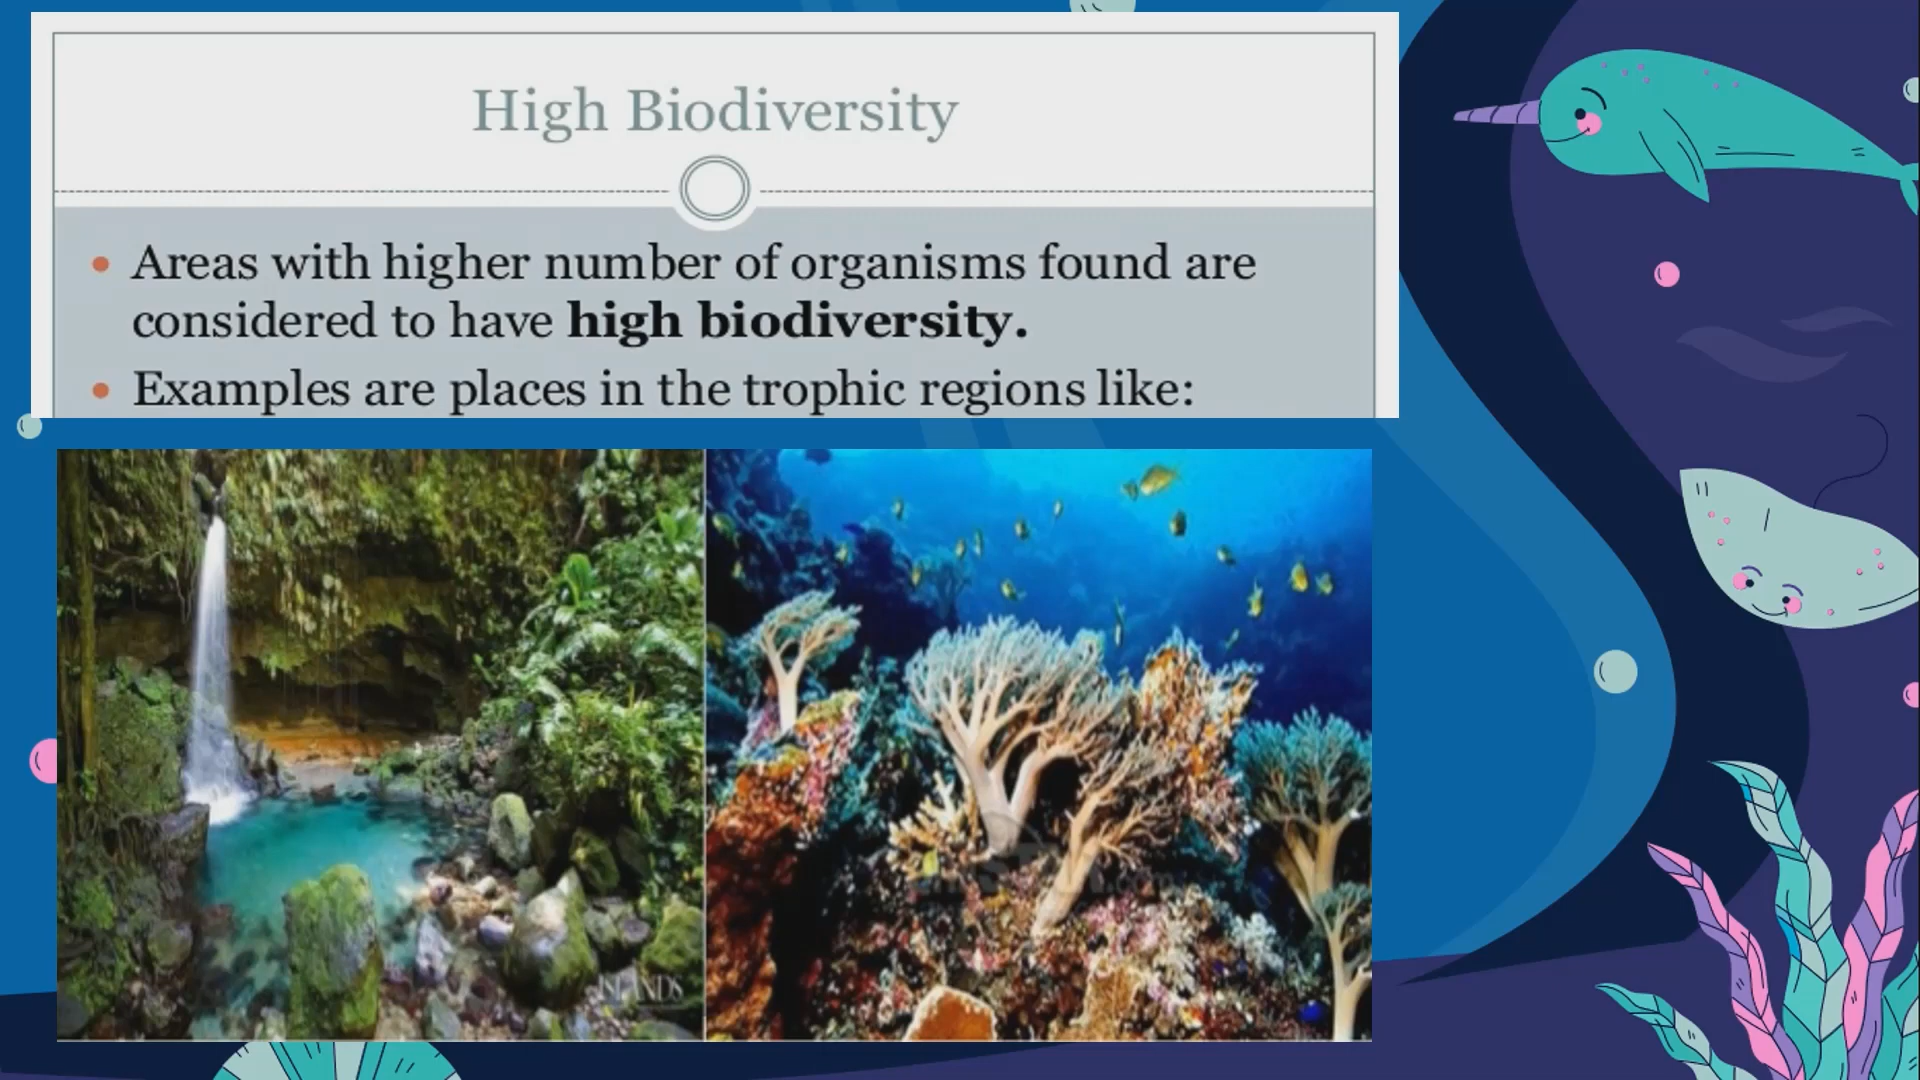 High Biodiversity
• Areas with higher number of organisms found are
considered to have high biodiversity.
• Examples are places in the trophic regions like:
ISLANDS